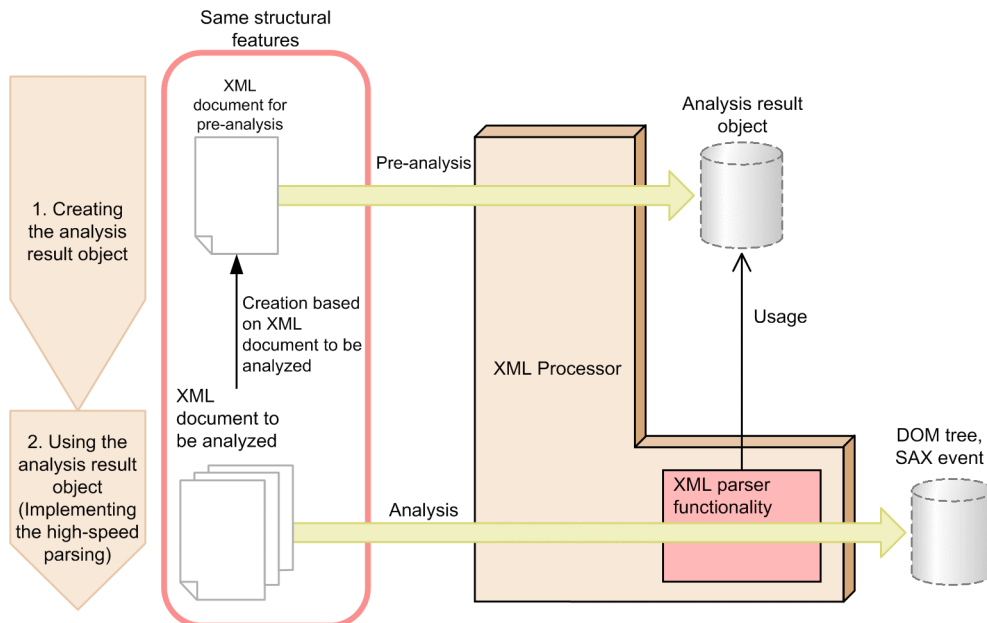 Same structural
features
XML
document for
pre-analysis
Analysis result
object
Pre-analysis
1. Creating
the analysis
result object
Creation based
on XML
document to be
analyzed
Usage
XML Processor
XML
document to
be analyzed
2. Using the
analysis result
object
(Implementing
the high-speed
parsing)
DOM tree,
SAX event
XML parser
functionality
Analysis